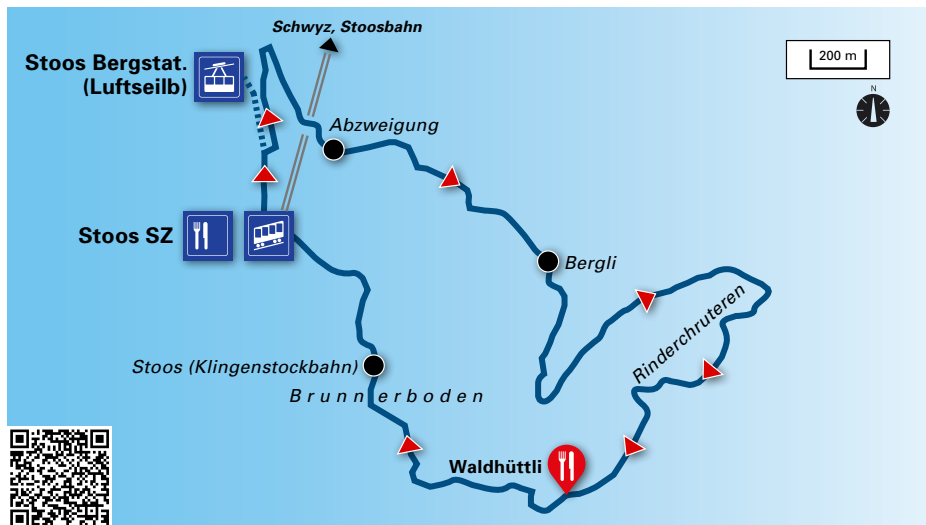 Schwyz, Stoosbahn
Stoos Bergstat.
(Luftseilb)
200 m
N
Abzweigung
Stoos SZ
Bergli
Rinderchruteren
Stoos (Klingenstockbahn)
Brunnerboden
Waldhüttli